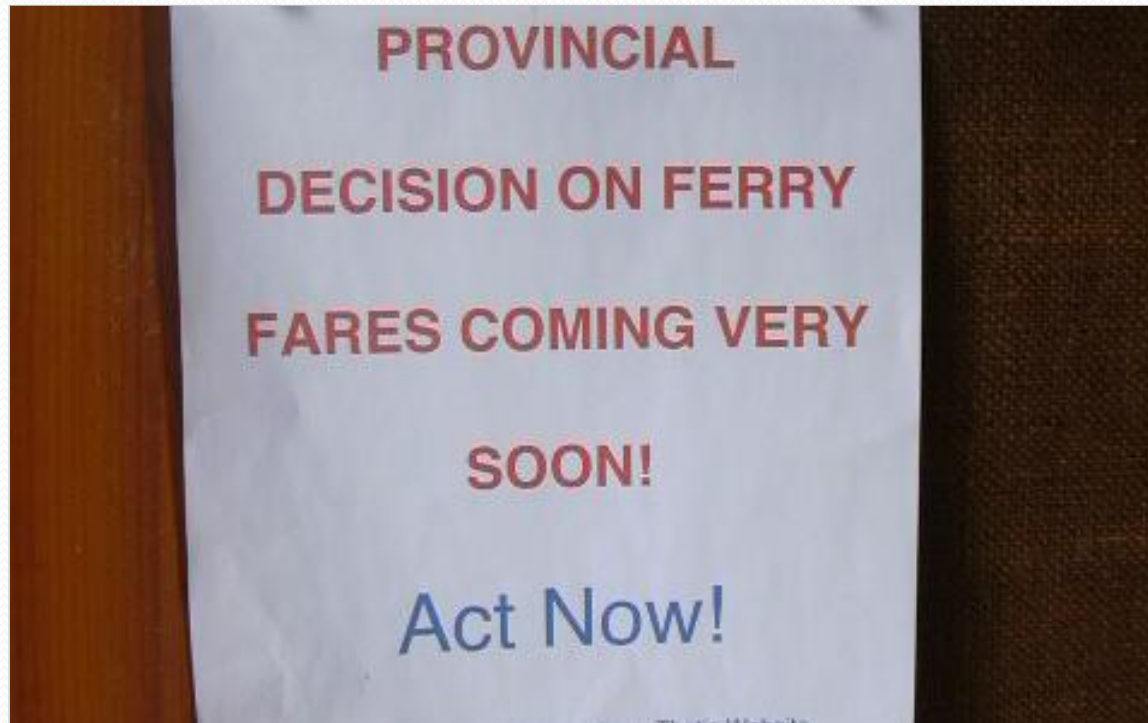 PROVINCIAL
DECISION ON FERRY
FARES COMING VERY
SOON!
Act Now!